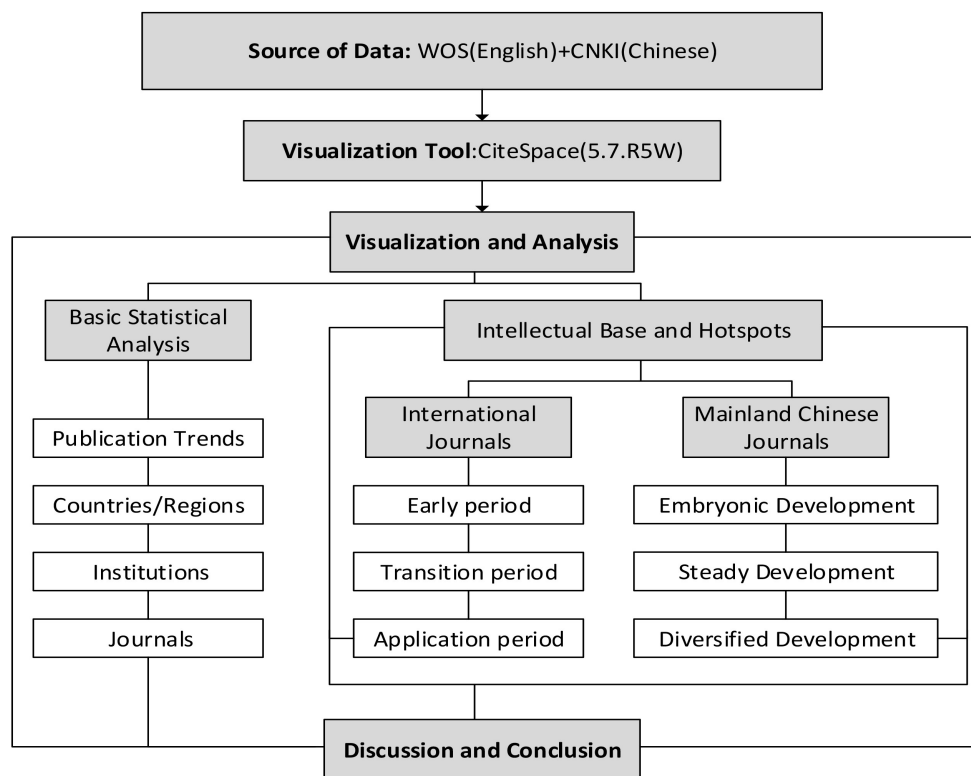 Source of Data: WOS(English)+CNKI(Chinese)
Visualization Tool:CiteSpace(5.7.R5W)
Visualization and Analysis
Basic Statistical
Analysis
Publication Trends
Countries/Regions
Institutions
Journals
Intellectual Base and Hotspots
International
Journals
Early period
Transition period
Application period
Mainland Chinese
Journals
Embryonic Development
Steady Development
Diversified Development
Discussion and Conclusion